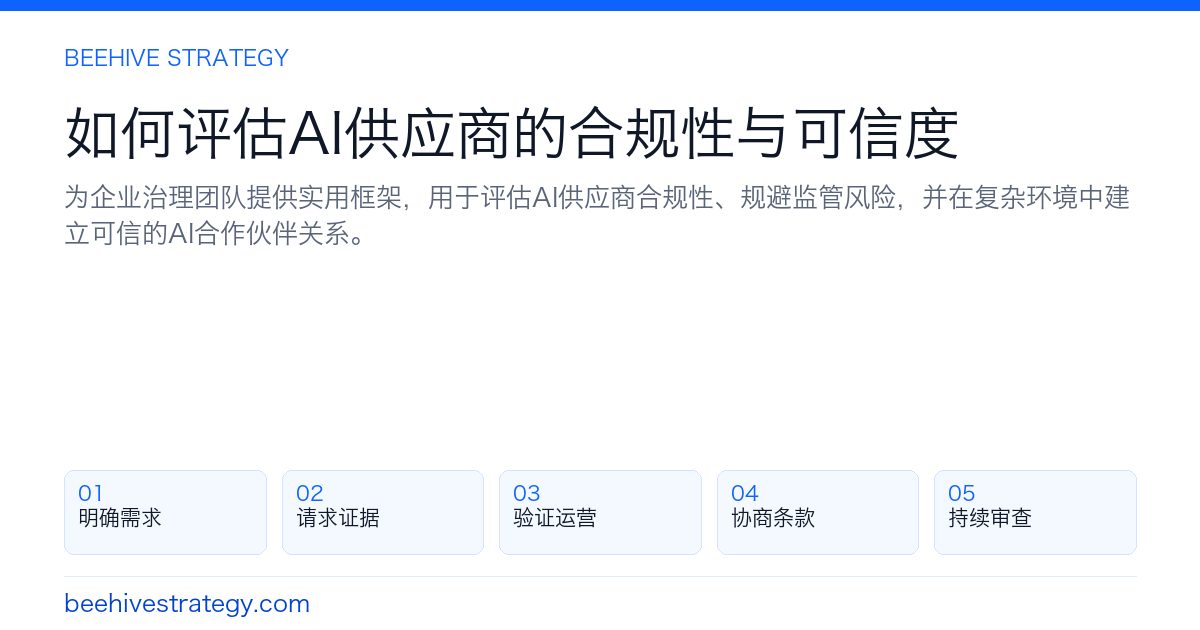 BEEHIVE STRATEGY
如何评估AI供应商的合规性与可信度
为企业治理团队提供实用框架，用于评估AI供应商合规性、规避监管风险，并在复杂环境中建
立可信的AI合作伙伴关系。
01
明确需求
02
请求证据
03
验证运营
04
协商条款
05
持续审查
beehivestrategy.com